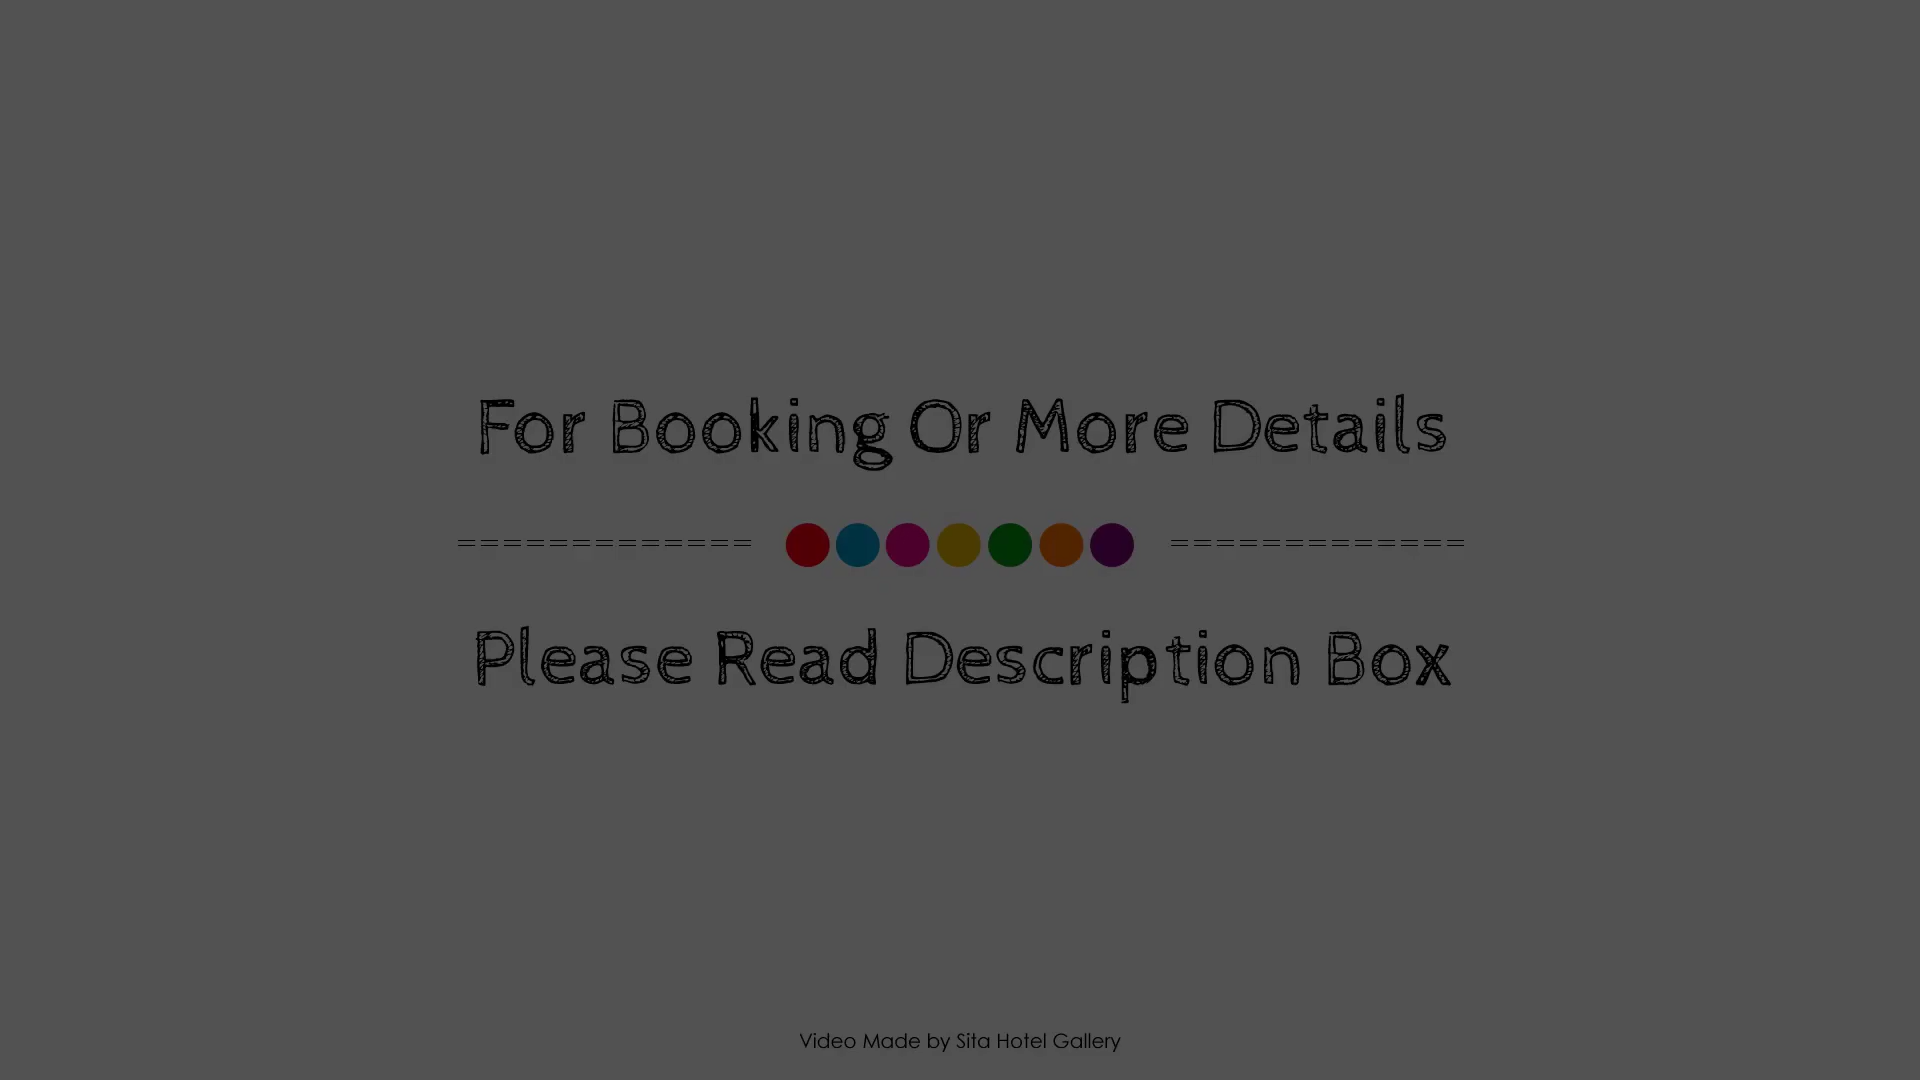 For Booking Or More Details
============= =============
Please Read Description Box
Video Made by Sita Hotel Gallery